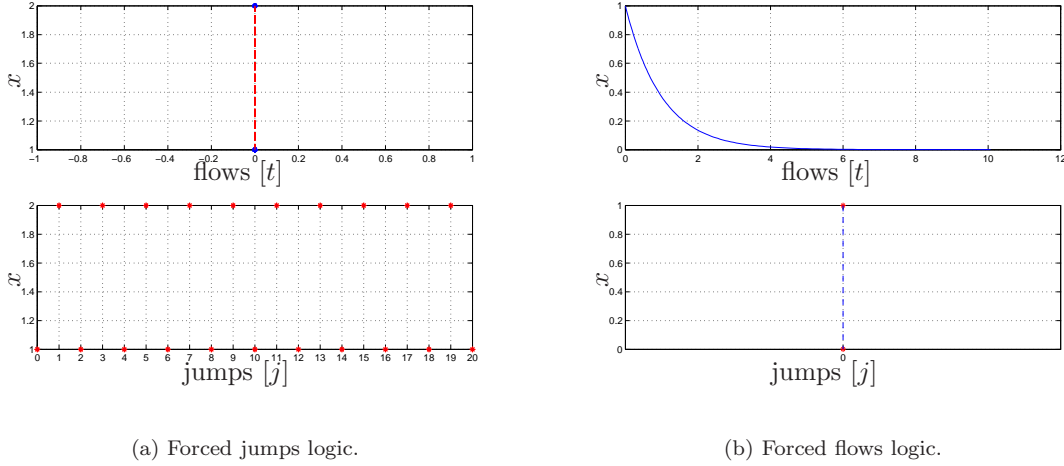 2
1.8
1.6
1.4
1.2
1
x
−1 −0.8 −0.6 −0.4 −0.2 0 0.2 0.4 0.6 0.8 1
flows [t]
2
1.8
1.6
1.4
1.2
1
x
0 1 2 3 4 5 6 7 8 9 10 11 12 13 14 15 16 17 18 19 20
jumps [j]
(a) Forced jumps logic.
1
0.8
0.6
0.4
0.2
0
x
0 2 4 6 8 10 12
flows [t]
1
0.8
0.6
0.4
0.2
0
x
0
jumps [j]
(b) Forced flows logic.